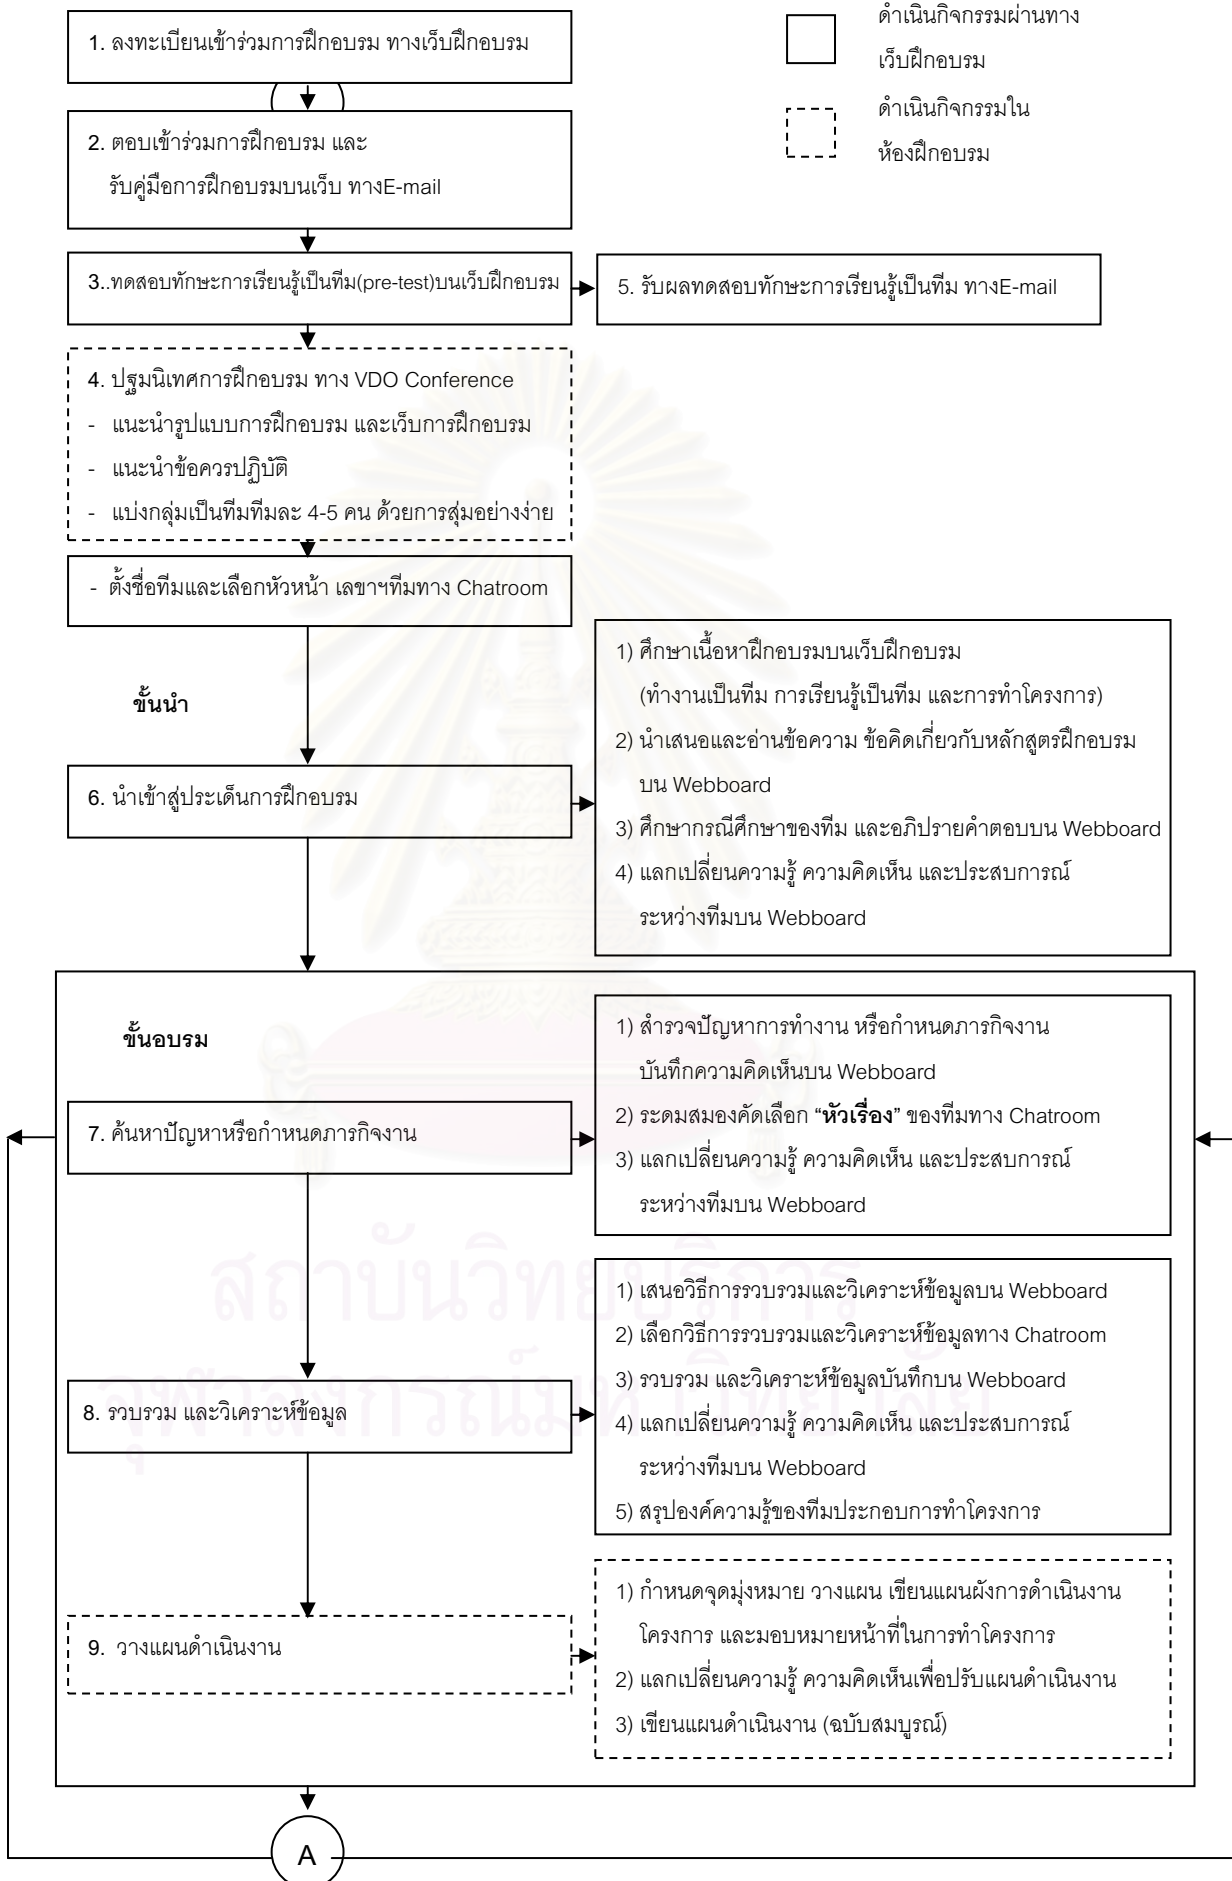 ดำเนินกิจกรรมผ่านทาง
เว็บฝึกอบรม
ดำเนินกิจกรรมใน
ห้องฝึกอบรม
1. ลงทะเบียนเข้าร่วมการฝึกอบรม ทางเว็บฝึกอบรม
2. ตอบเข้าร่วมการฝึกอบรม และ
รับคู่มือการฝึกอบรมบนเว็บ ทางE-mail
3..ทดสอบทักษะการเรียนรู้เป็นทีม(pre-test)บนเว็บฝึกอบรม
5. รับผลทดสอบทักษะการเรียนรู้เป็นทีม ทางE-mail
4. ปฐมนิเทศการฝึกอบรม ทาง VDO Conference
- แนะนำรูปแบบการฝึกอบรม และเว็บการฝึกอบรม
- แนะนำข้อควรปฏิบัติ
- แบ่งกลุ่มเป็นทีมทีมละ 4-5 คน ด้วยการสุ่มอย่างง่าย
- ตั้งชื่อทีมและเลือกหัวหน้า เลขาฯทีมทาง Chatroom
ขั้นนำ
6. นำเข้าสู่ประเด็นการฝึกอบรม
1) ศึกษาเนื้อหาฝึกอบรมบนเว็บฝึกอบรม
(ทำงานเป็นทีม การเรียนรู้เป็นทีม และการทำโครงการ)
2) นำเสนอและอ่านข้อความ ข้อคิดเกี่ยวกับหลักสูตรฝึกอบรม
บน Webboard
3) ศึกษากรณีศึกษาของทีม และอภิปรายคำตอบบน Webboard
4) แลกเปลี่ยนความรู้ ความคิดเห็น และประสบการณ์
ระหว่างทีมบน Webboard
ขั้นอบรม
7. ค้นหาปัญหาหรือกำหนดภารกิจงาน
1) สำรวจปัญหาการทำงาน หรือกำหนดภารกิจงาน
บันทึกความคิดเห็นบน Webboard
2) ระดมสมองคัดเลือก “หัวเรื่อง” ของทีมทาง Chatroom
3) แลกเปลี่ยนความรู้ ความคิดเห็น และประสบการณ์
ระหว่างทีมบน Webboard
สถาบันวิทยบริการ
จุฬาลงกรณ์มหาวิทยาลัย
8. รวบรวม และวิเคราะห์ข้อมูล
1) เสนอวิธีการรวบรวมและวิเคราะห์ข้อมูลบน Webboard
2) เลือกวิธีการรวบรวมและวิเคราะห์ข้อมูลทาง Chatroom
3) รวบรวม และวิเคราะห์ข้อมูลบันทึกบน Webboard
4) แลกเปลี่ยนความรู้ ความคิดเห็น และประสบการณ์
ระหว่างทีมบน Webboard
5) สรุปองค์ความรู้ของทีมประกอบการทำโครงการ
9. วางแผนดำเนินงาน
1) กำหนดจุดมุ่งหมาย วางแผน เขียนแผนผังการดำเนินงาน
โครงการ และมอบหมายหน้าที่ในการทำโครงการ
2) แลกเปลี่ยนความรู้ ความคิดเห็นเพื่อปรับแผนดำเนินงาน
3) เขียนแผนดำเนินงาน (ฉบับสมบูรณ์)
A